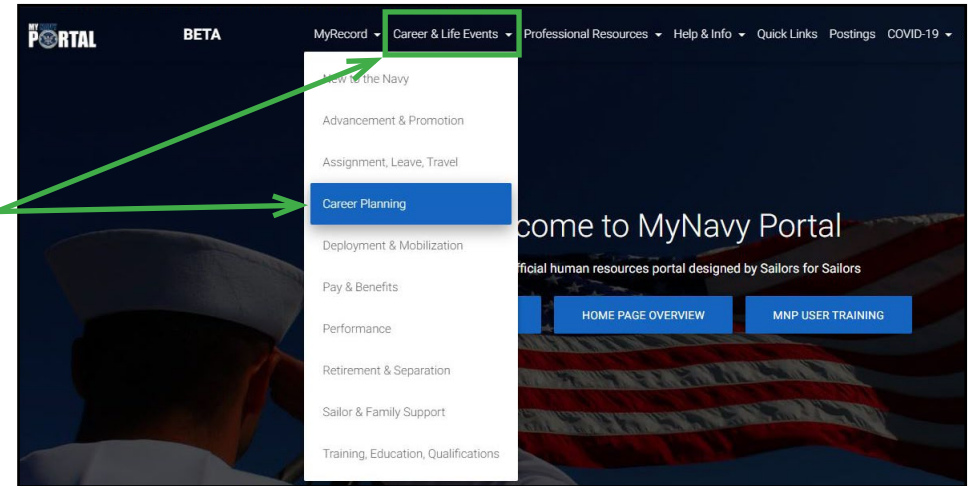 MY NAVY
PORTAL
BETA
MyRecord Career & Life Events Professional Resources Help & Info Quick Links Postings COVID-19
New to the Navy
Advancement & Promotion
Assignment, Leave, Travel
Career Planning
Deployment & Mobilization
Pay & Benefits
Performance
Retirement & Separation
Sailor & Family Support
Training, Education, Qualifications
come to MyNavy Portal
fficial human resources portal designed by Sailors for Sailors
HOME PAGE OVERVIEW
MNP USER TRAINING